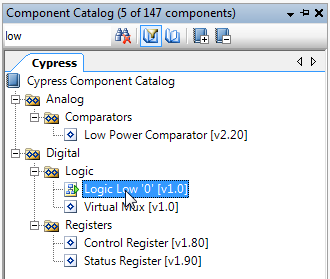 Component Catalog (5 of 147 components)
low
Cypress
Cypress Component Catalog
Analog
Comparators
Low Power Comparator [v2.20]
Digital
Logic
Logic Low '0' [v1.0]
Virtual Mux [v1.0]
Registers
Control Register [v1.80]
Status Register [v1.90]